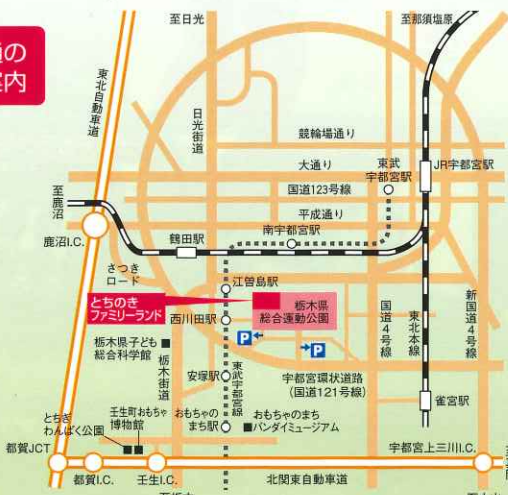 通の
案内
至日光
至那須塩原
東北自動車道
日光街道
競輪場通り
大通り
東武
宇都宮駅
JR宇都宮駅
国道123号線
至鹿沼
平成通り
鹿沼I.C.
鶴田駅
南宇都宮駅
さつき
ロード
江曽島駅
とちのき
ファミリーランド
栃木県
総合運動公園
西川田駅
国道4号線
東北本線
新国道4号線
P
P
栃木県子ども
総合科学館
栃木街道
安塚駅
東武宇都宮線
宇都宮環状道路
(国道121号線)
雀宮駅
とちぎ
わんぱく公園
壬生町おもちゃ
博物館
おもちゃの
まち駅
おもちゃのまち
バンダイミュージアム
都賀JCT
宇都宮上三川I.C.
都賀I.C.
壬生I.C.
北関東自動車道